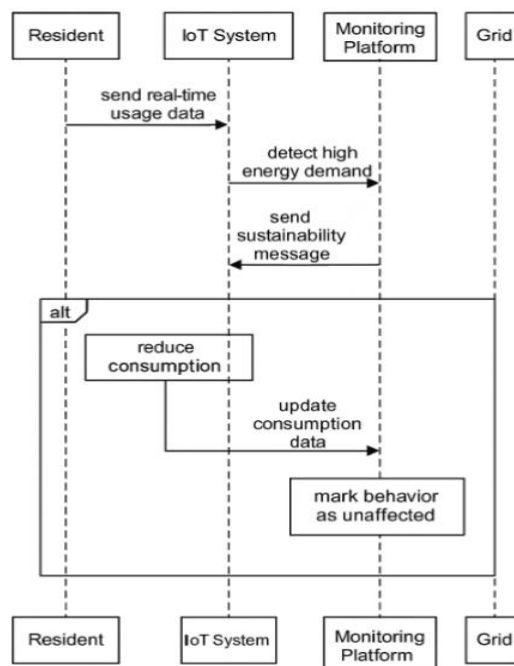 Resident
IoT System
Monitoring
Platform
Grid
send real-time
usage data
detect high
energy demand
send
sustainability
message
alt
reduce
consumption
update
consumption
data
mark behavior
as unaffected
Resident
IoT System
Monitoring
Platform
Grid